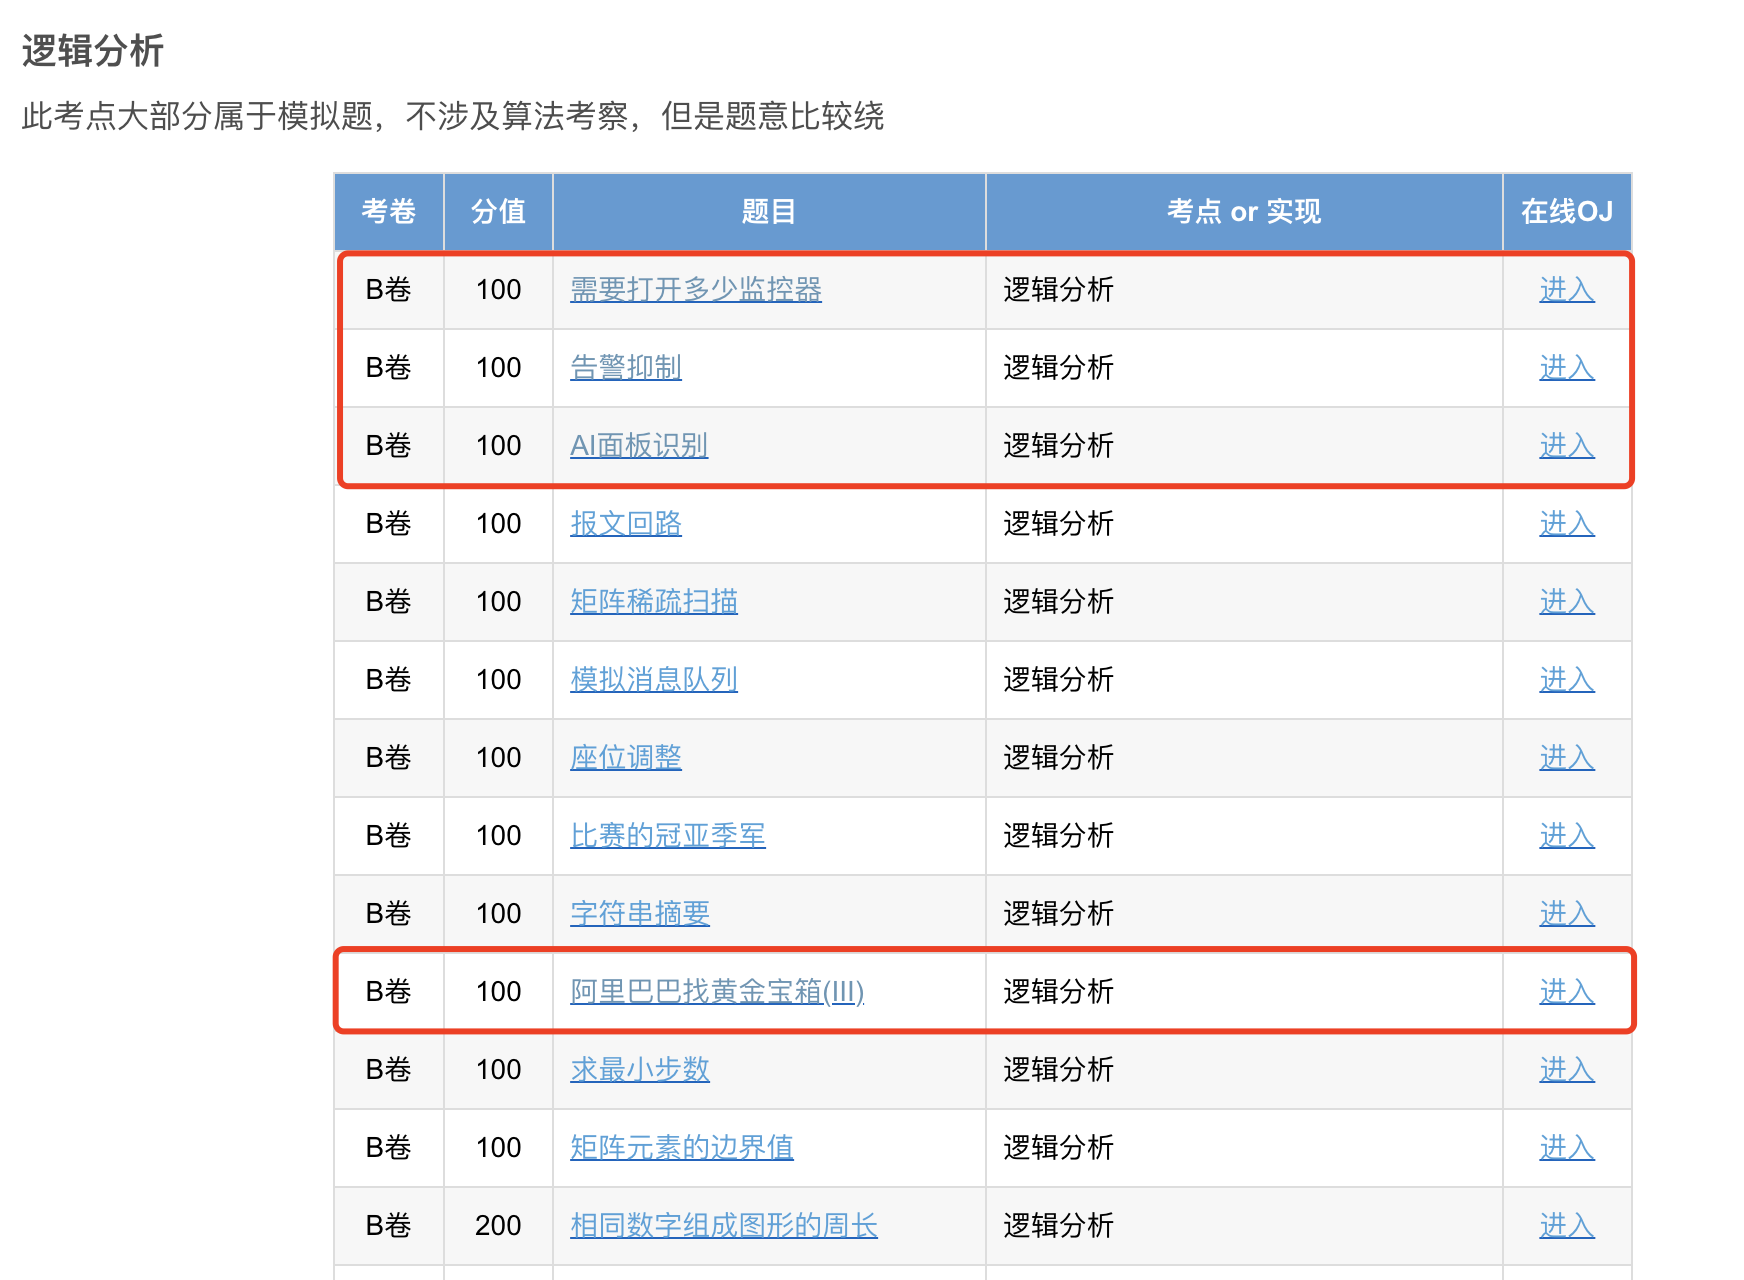 逻辑分析
此考点大部分属于模拟题，不涉及算法考察，但是题意比较绕
考卷 分值 题目 考点 or 实现 在线OJ
B卷 100 需要打开多少监控器 逻辑分析 进入
B卷 100 告警抑制 逻辑分析 进入
B卷 100 AI面板识别 逻辑分析 进入
B卷 100 报文回路 逻辑分析 进入
B卷 100 矩阵稀疏扫描 逻辑分析 进入
B卷 100 模拟消息队列 逻辑分析 进入
B卷 100 座位调整 逻辑分析 进入
B卷 100 比赛的冠亚季军 逻辑分析 进入
B卷 100 字符串摘要 逻辑分析 进入
B卷 100 阿里巴巴找黄金宝箱(III) 逻辑分析 进入
B卷 100 求最小步数 逻辑分析 进入
B卷 100 矩阵元素的边界值 逻辑分析 进入
B卷 200 相同数字组成图形的周长 逻辑分析 进入